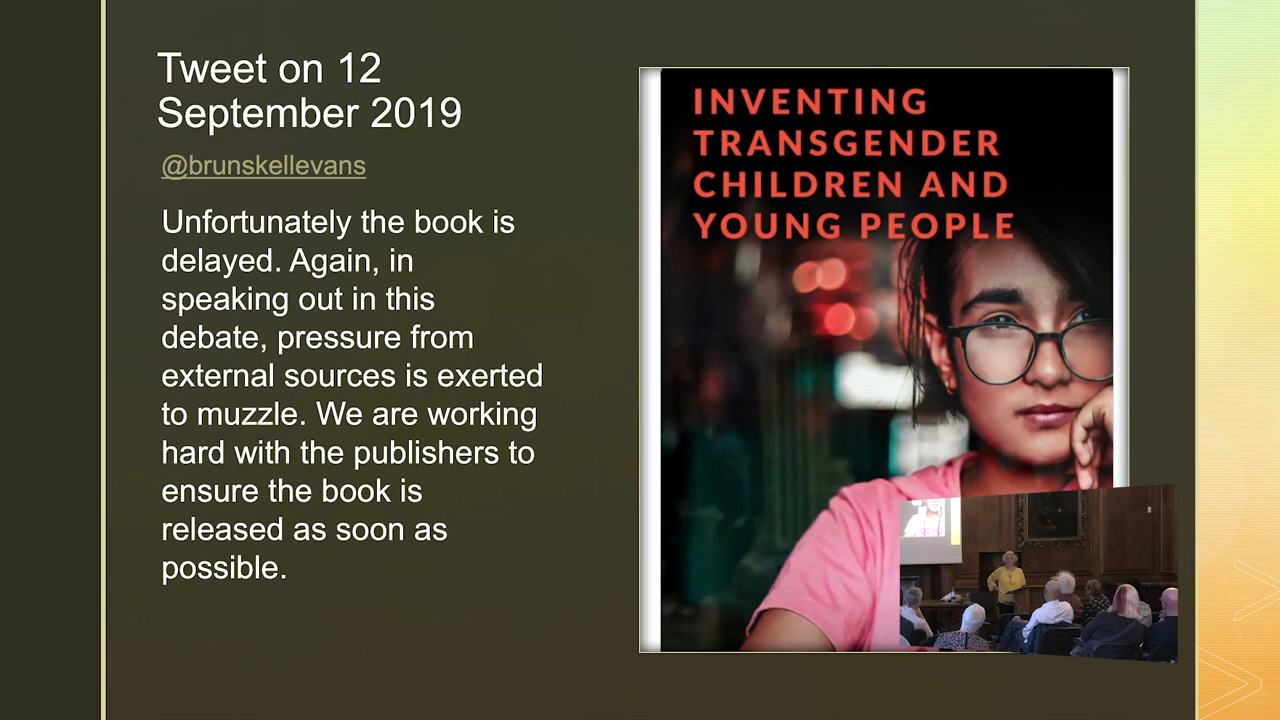 Tweet on 12
September 2019
@brunskellevans
Unfortunately the book is
delayed. Again, in
speaking out in this
debate, pressure from
external sources is exerted
to muzzle. We are working
hard with the publishers to
ensure the book is
released as soon as
possible.
INVENTING
TRANSGENDER
CHILDREN AND
YOUNG PEOPLE